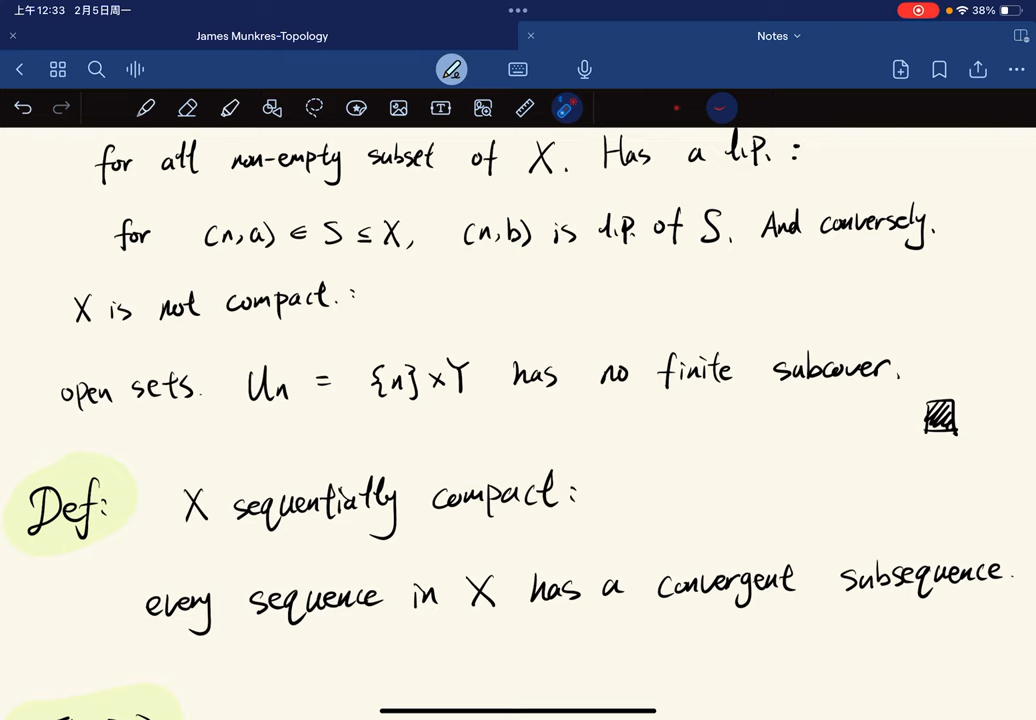 上午12:33 2月5日周一
38%
James Munkres-Topology
Notes
for all non-empty subset of X. Has a l.P. :
for (n,a) ∈ S ≤ X, (n,b) is l.P. of S. And conversely.
X is not compact. :
open sets. Un = {n}×Y has no finite subcover.
Def: X sequentially compact :
every sequence in X has a convergent subsequence.